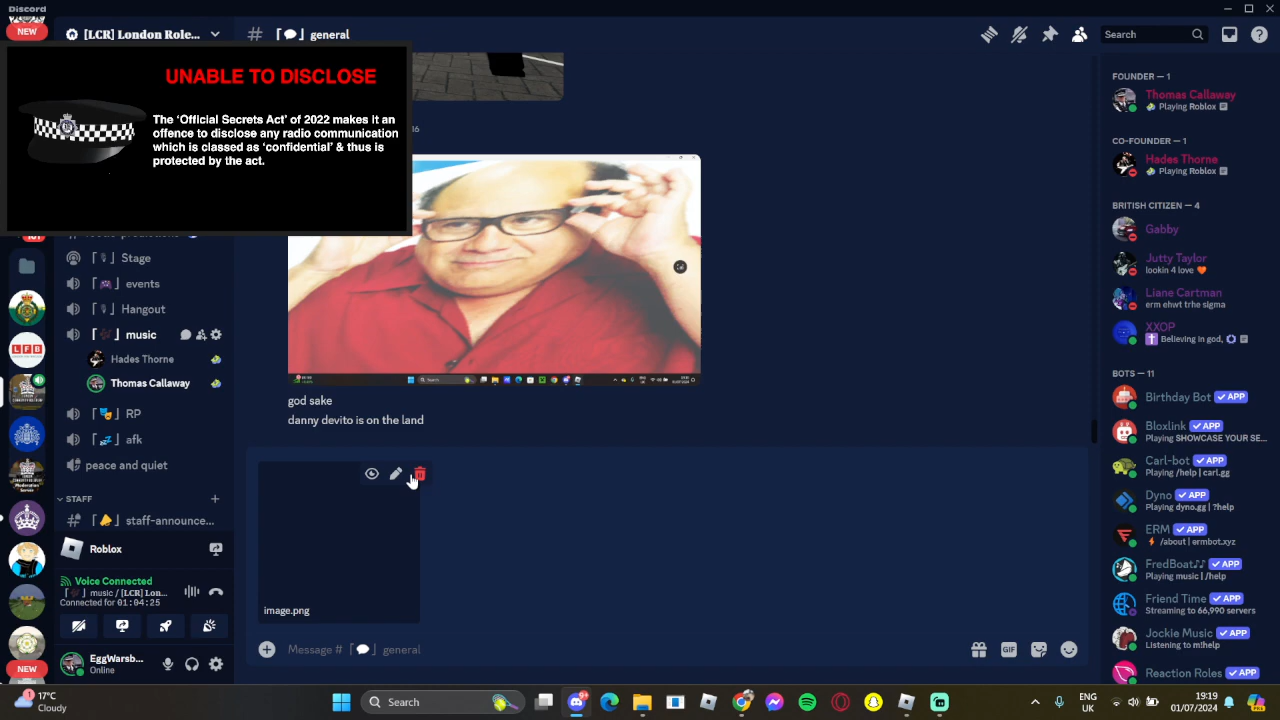 Discord
NEW
[LCR] London Role...
# 「💬」 general
Search
UNABLE TO DISCLOSE
The ‘Official Secrets Act’ of 2022 makes it an
offence to disclose any radio communication
which is classed as ‘confidential’ & thus is
protected by the act.
Stage
events
Hangout
music
Hades Thorne
Thomas Callaway
RP
afk
peace and quiet
STAFF
staff-announce...
Roblox
Voice Connected
music / [LCR] Lon...
Connected for 01:04:25
EggWarsb...
Online
LFB
NEW
god sake
danny devito is on the land
image.png
Message # 「💬」 general
GIF
FOUNDER — 1
Thomas Callaway
Playing Roblox
CO-FOUNDER — 1
Hades Thorne
Playing Roblox
BRITISH CITIZEN — 4
Gabby
Jutty Taylor
lookin 4 love 🧡
Liane Cartman
erm ehwt thre sigma
XXOP
Believing in god,
BOTS — 11
Birthday Bot ✓ APP
Bloxlink ✓ APP
Playing SHOWCASE YOUR SE...
Carl-bot ✓ APP
Playing /help | carl.gg
Dyno ✓ APP
Playing dyno.gg | ?help
ERM ✓ APP
⚡ /about | ermbot.xyz
FredBoat♪♪ ✓ APP
Playing music | /help
Friend Time ✓ APP
Streaming to 66,990 servers
Jockie Music ✓ APP
Listening to m!help
Reaction Roles ✓ APP
17°C
Cloudy
Search
ENG
UK
19:19
01/07/2024